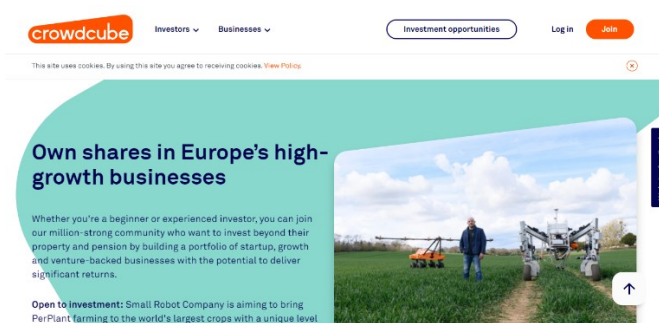 crowdcube
Investors
Businesses
Investment opportunities
Log in
Join
This site uses cookies. By using this site you agree to receiving cookies. View Policy.
Own shares in Europe's high-
growth businesses
Whether you're a beginner or experienced investor, you can join
our million-strong community who want to invest beyond their
property and pension by building a portfolio of startup, growth
and venture-backed businesses with the potential to deliver
significant returns.
Open to investment: Small Robot Company is aiming to bring
PerPlant farming to the world's largest crops with a unique level